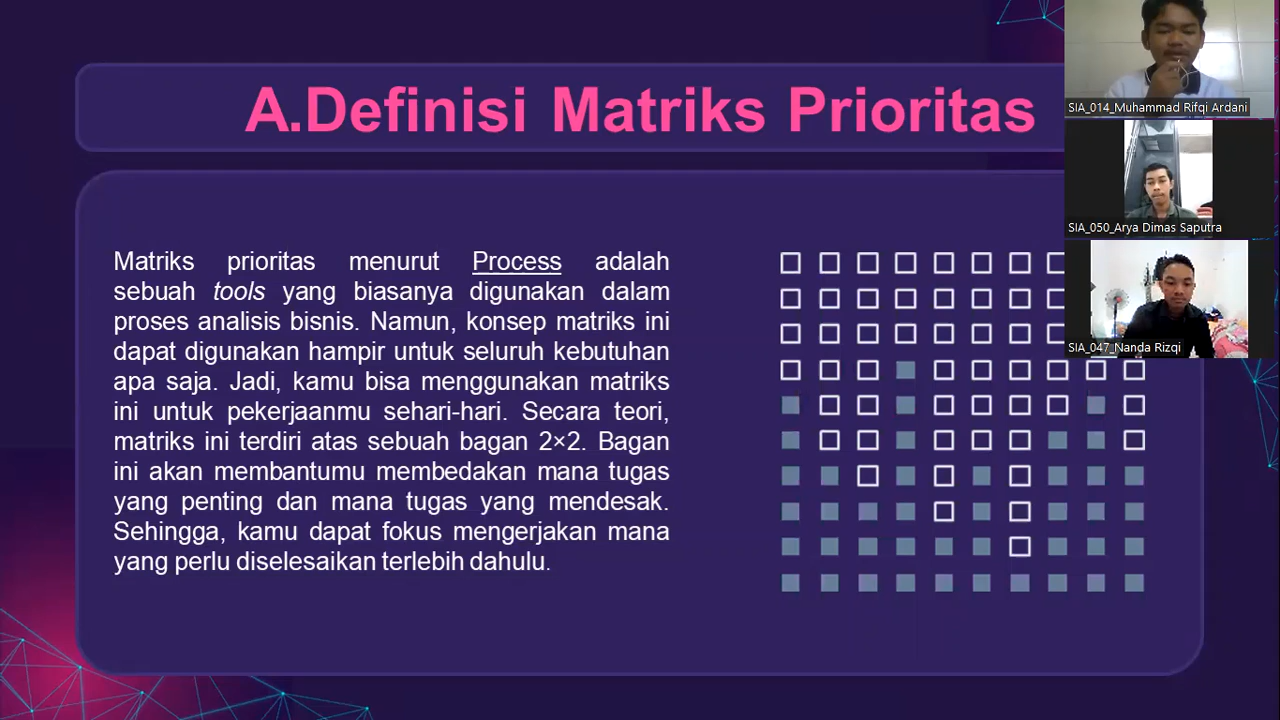 A.Definisi Matriks Prioritas
Matriks prioritas menurut Process adalah
sebuah tools yang biasanya digunakan dalam
proses analisis bisnis. Namun, konsep matriks ini
dapat digunakan hampir untuk seluruh kebutuhan
apa saja. Jadi, kamu bisa menggunakan matriks
ini untuk pekerjaanmu sehari-hari. Secara teori,
matriks ini terdiri atas sebuah bagan 2×2. Bagan
ini akan membantumu membedakan mana tugas
yang penting dan mana tugas yang mendesak.
Sehingga, kamu dapat fokus mengerjakan mana
yang perlu diselesaikan terlebih dahulu.
SIA_014_Muhammad Rifqi Ardani
SIA_050_Arya Dimas Saputra
SIA_047_Nanda Rizqi